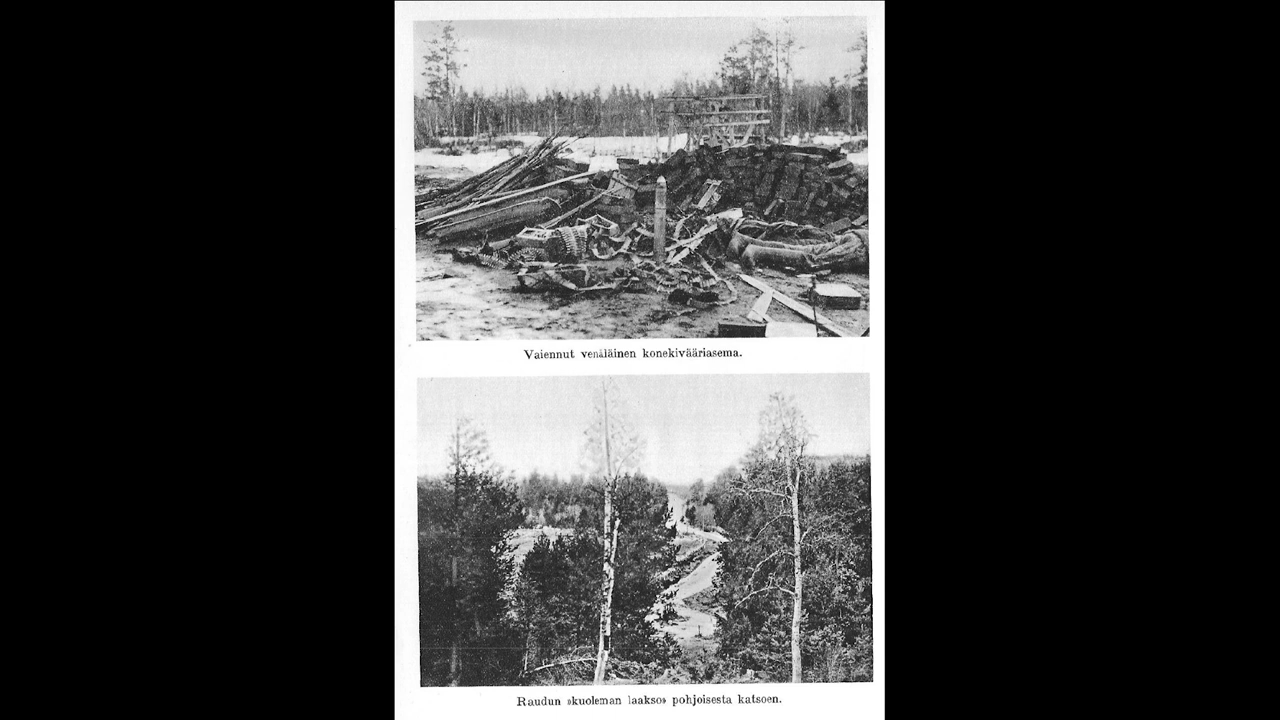 Vaiennut venäläinen konekivääriasema.
Raudun »kuoleman laakso» pohjoisesta katsoen.